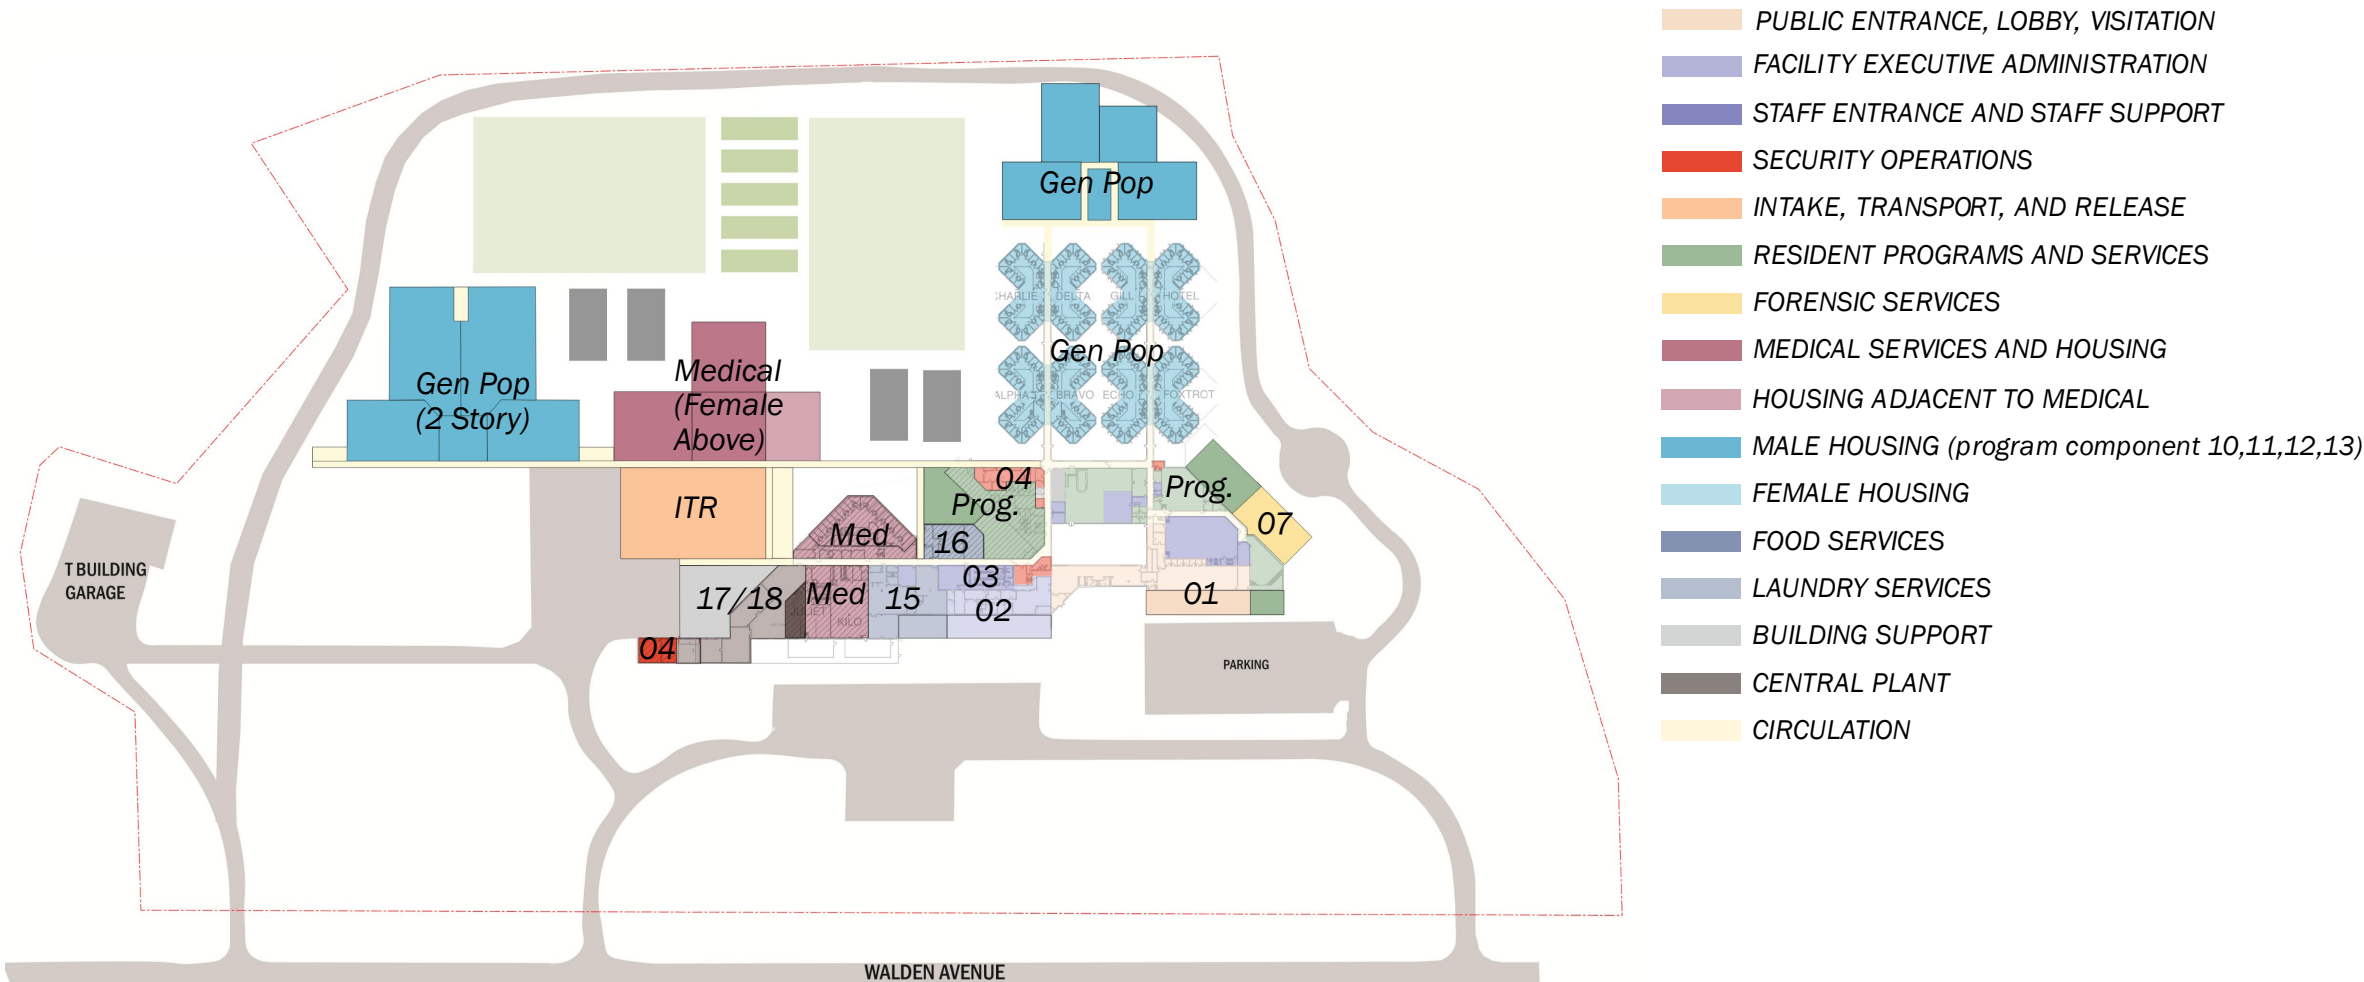 PUBLIC ENTRANCE, LOBBY, VISITATION
FACILITY EXECUTIVE ADMINISTRATION
STAFF ENTRANCE AND STAFF SUPPORT
SECURITY OPERATIONS
INTAKE, TRANSPORT, AND RELEASE
RESIDENT PROGRAMS AND SERVICES
FORENSIC SERVICES
MEDICAL SERVICES AND HOUSING
HOUSING ADJACENT TO MEDICAL
MALE HOUSING (program component 10,11,12,13)
FEMALE HOUSING
FOOD SERVICES
LAUNDRY SERVICES
BUILDING SUPPORT
CENTRAL PLANT
CIRCULATION
Gen Pop
CHARLIE
DELTA
GILL
HOTEL
Gen Pop
ALPHA
BRAVO
ECHO
FOXTROT
Gen Pop
(2 Story)
Medical
(Female
Above)
ITR
Med
Prog.
04
16
Prog.
07
T BUILDING
GARAGE
17/18
Med
KILO
15
03
02
01
04
PARKING
WALDEN AVENUE